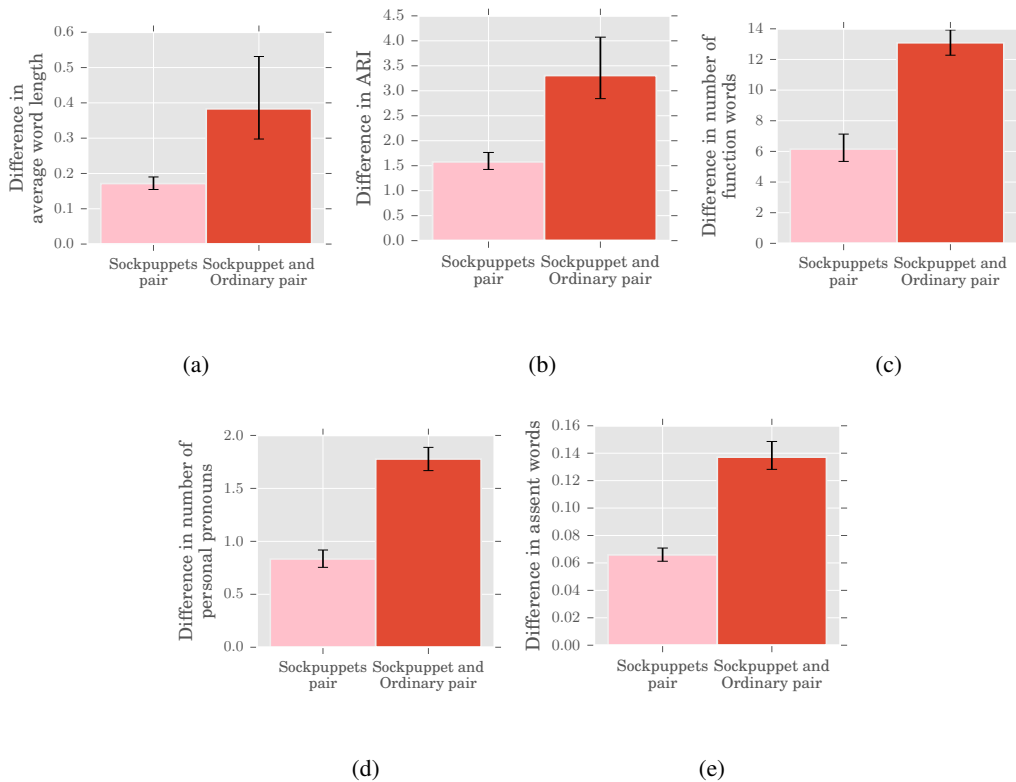 Difference in
average word length
0.6
0.5
0.4
0.3
0.2
0.1
0.0
Sockpuppets
pair
Sockpuppet and
Ordinary pair
(a)
Difference in ARI
4.5
4.0
3.5
3.0
2.5
2.0
1.5
1.0
0.5
0.0
Sockpuppets
pair
Sockpuppet and
Ordinary pair
(b)
Difference in number of
function words
14
12
10
8
6
4
2
0
Sockpuppets
pair
Sockpuppet and
Ordinary pair
(c)
Difference in number of
personal pronouns
2.0
1.5
1.0
0.5
0.0
Sockpuppets
pair
Sockpuppet and
Ordinary pair
(d)
Difference in assent words
0.16
0.14
0.12
0.10
0.08
0.06
0.04
0.02
0.00
Sockpuppets
pair
Sockpuppet and
Ordinary pair
(e)